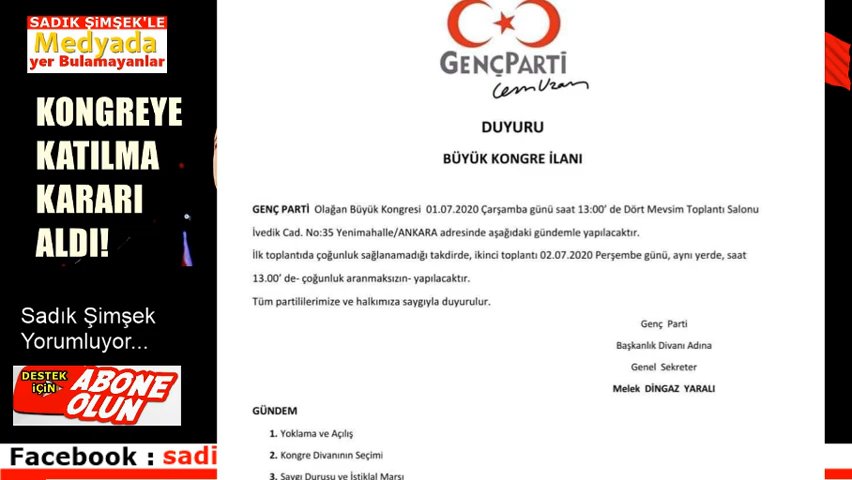 SADIK ŞİMŞEK'LE
Medyada
yer Bulamayanlar
KONGREYE
KATILMA
KARARI
ALDI!
Sadık Şimşek
Yorumluyor...
DESTEK
İÇİN
ABONE
OLUN
Facebook : sadi
GENÇPARTİ
Cem Uzan
DUYURU
BÜYÜK KONGRE İLANI
GENÇ PARTİ Olağan Büyük Kongresi 01.07.2020 Çarşamba günü saat 13:00' de Dört Mevsim Toplantı Salonu
İvedik Cad. No:35 Yenimahalle/ANKARA adresinde aşağıdaki gündemle yapılacaktır.
İlk toplantıda çoğunluk sağlanamadığı takdirde, ikinci toplantı 02.07.2020 Perşembe günü, aynı yerde, saat
13.00' de- çoğunluk aranmaksızın- yapılacaktır.
Tüm partililerimize ve halkımıza saygıyla duyurulur.
Genç Parti
Başkanlık Divanı Adına
Genel Sekreter
Melek DİNGAZ YARALI
GÜNDEM
1. Yoklama ve Açılış
2. Kongre Divanının Seçimi
3. Saygı Duruşu ve İstiklal Marşı